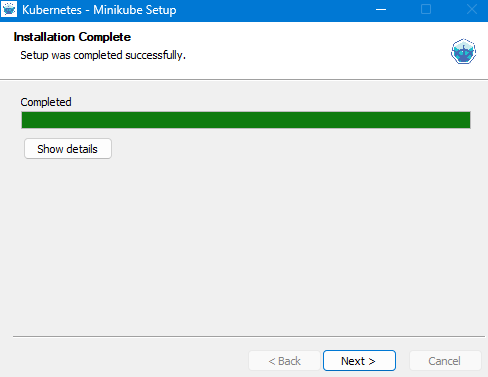 Kubernetes - Minikube Setup
Installation Complete
Setup was completed successfully.
Completed
Show details
< Back
Next >
Cancel